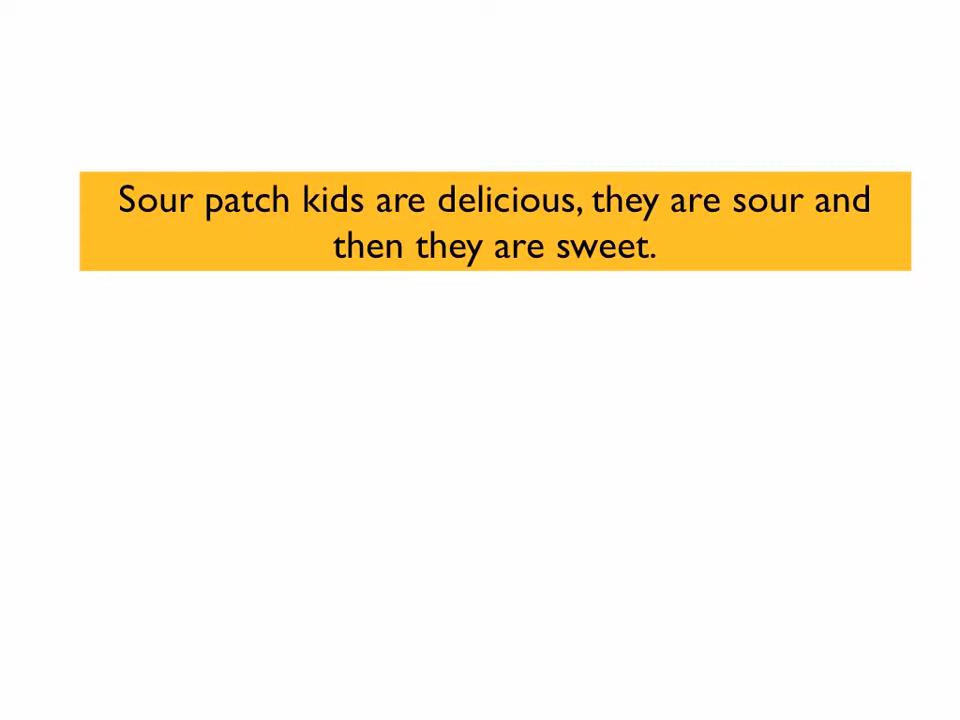 Sour patch kids are delicious, they are sour and
then they are sweet.